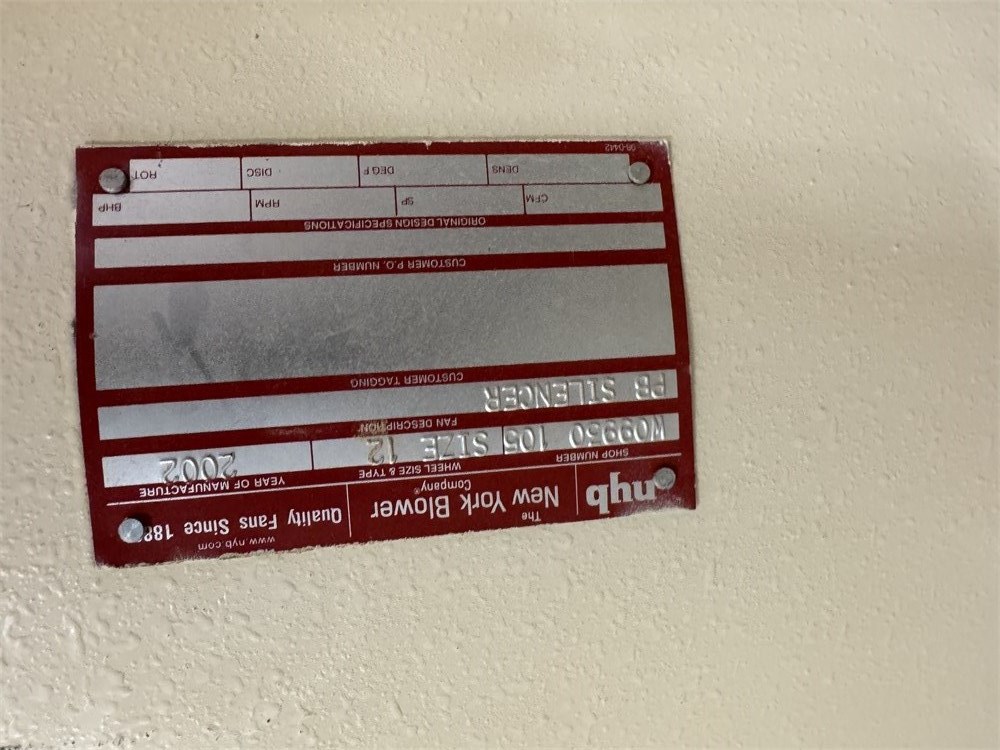 www.nyb.com
nyb The New York Blower Company® Quality Fans Since 188
SHOP NUMBER WHEEL SIZE & TYPE YEAR OF MANUFACTURE
W09950 105 SIZE 12 2002
FAN DESCRIPTION
PB SILENCER
CUSTOMER TAGGING
CUSTOMER P.O. NUMBER
ORIGINAL DESIGN SPECIFICATIONS
CFM SP RPM BHP
DENS DEG F DISC ROT
08-0442